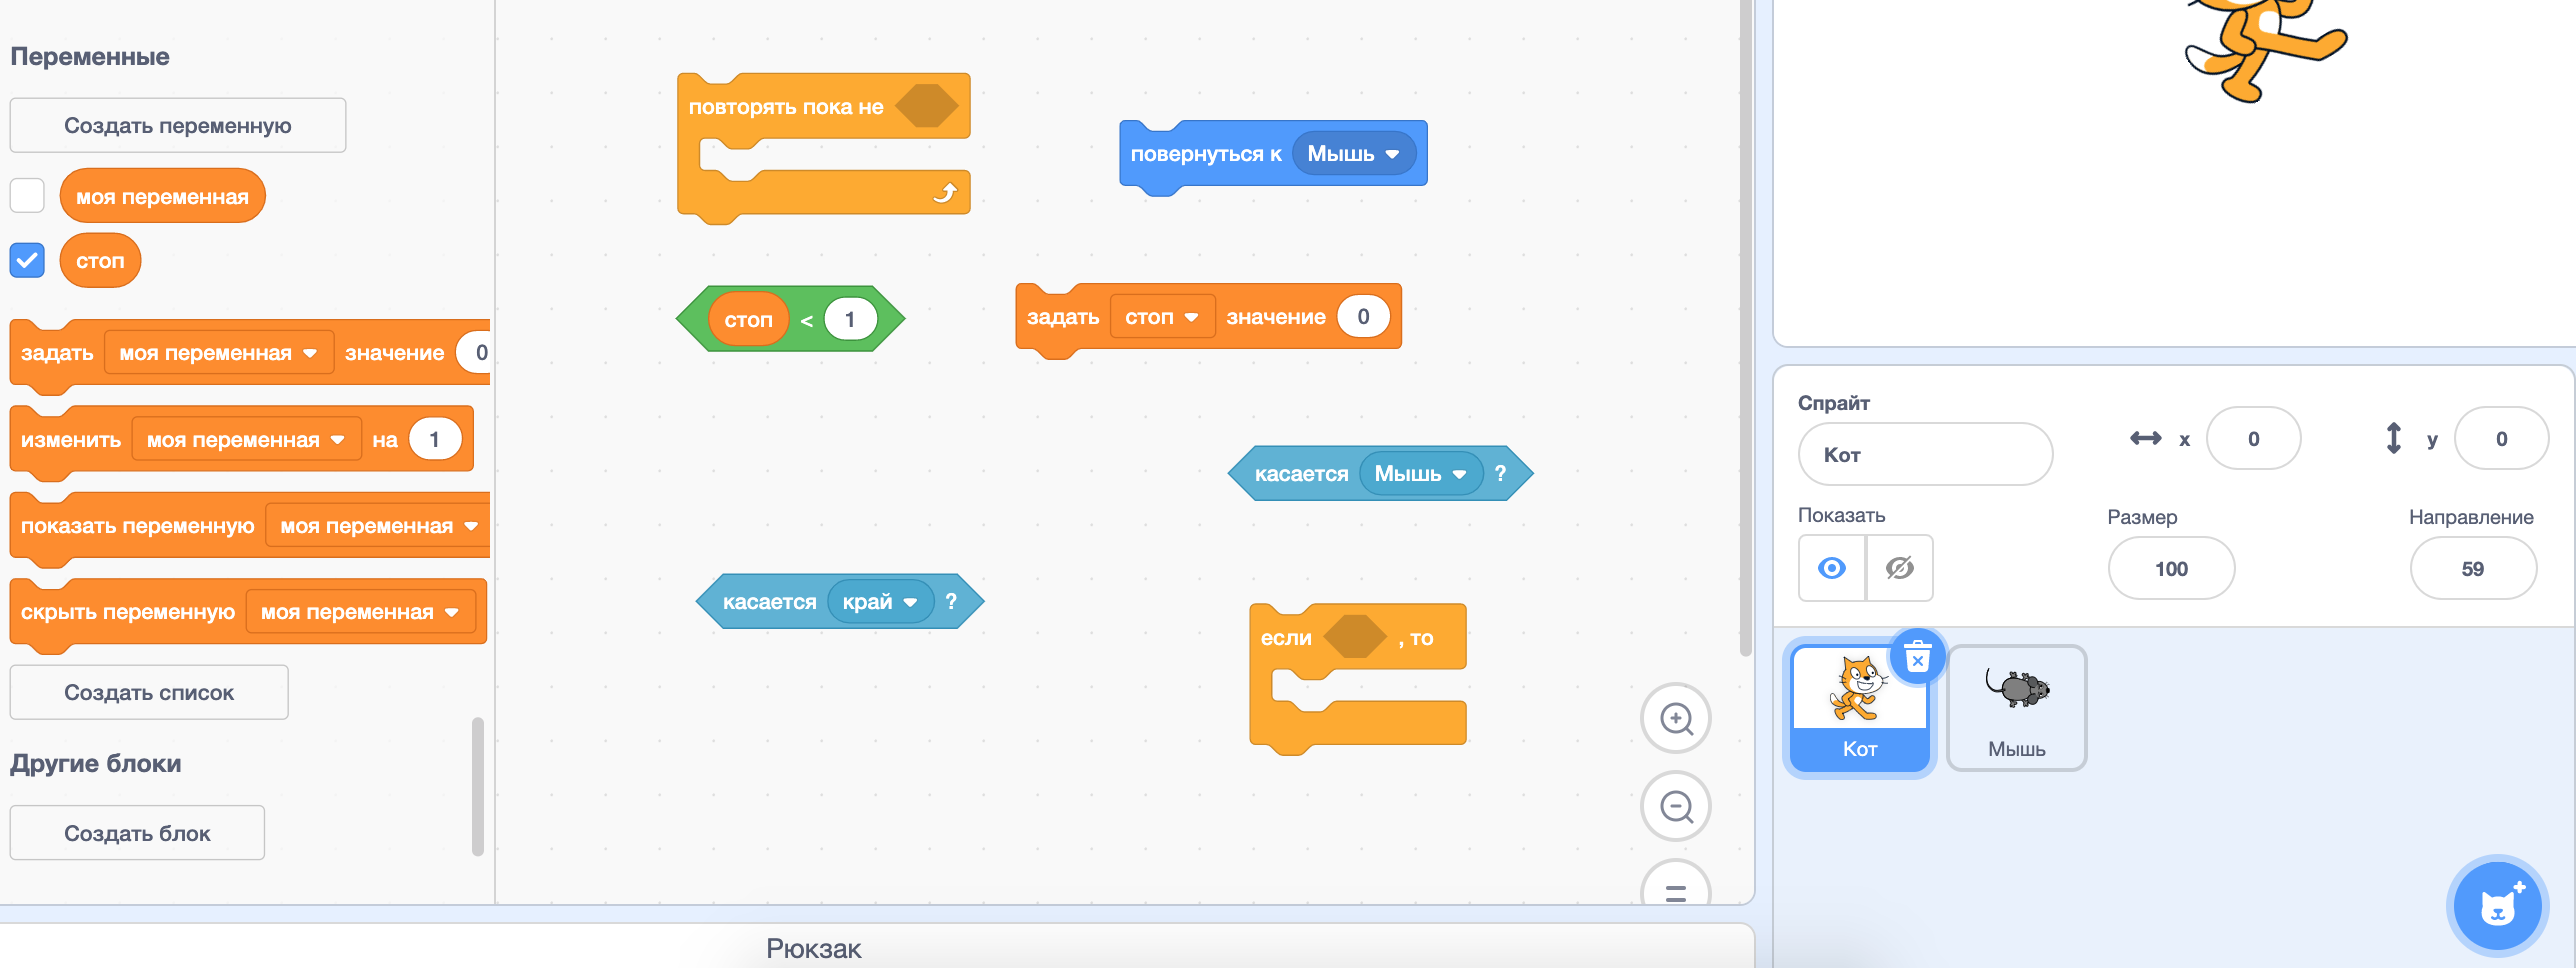 Переменные
Создать переменную
моя переменная
стоп
задать моя переменная значение 0
изменить моя переменная на 1
показать переменную моя переменная
скрыть переменную моя переменная
Создать список
Другие блоки
Создать блок
повторять пока не
повернуться к Мышь
стоп < 1
задать стоп значение 0
касается Мышь ?
касается край ?
если , то
Рюкзак
Спрайт
Кот
x 0
y 0
Показать
Размер
100
Направление
59
Кот
Мышь